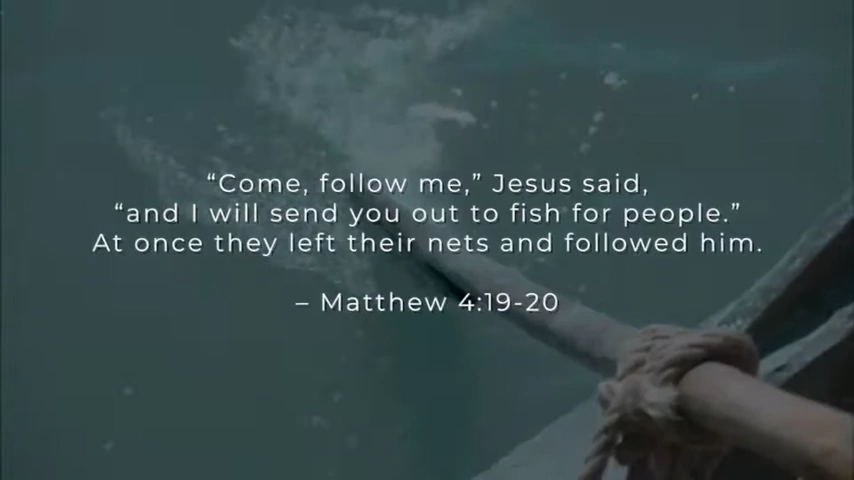 “Come, follow me,” Jesus said,
“and I will send you out to fish for people.”
At once they left their nets and followed him.
– Matthew 4:19-20